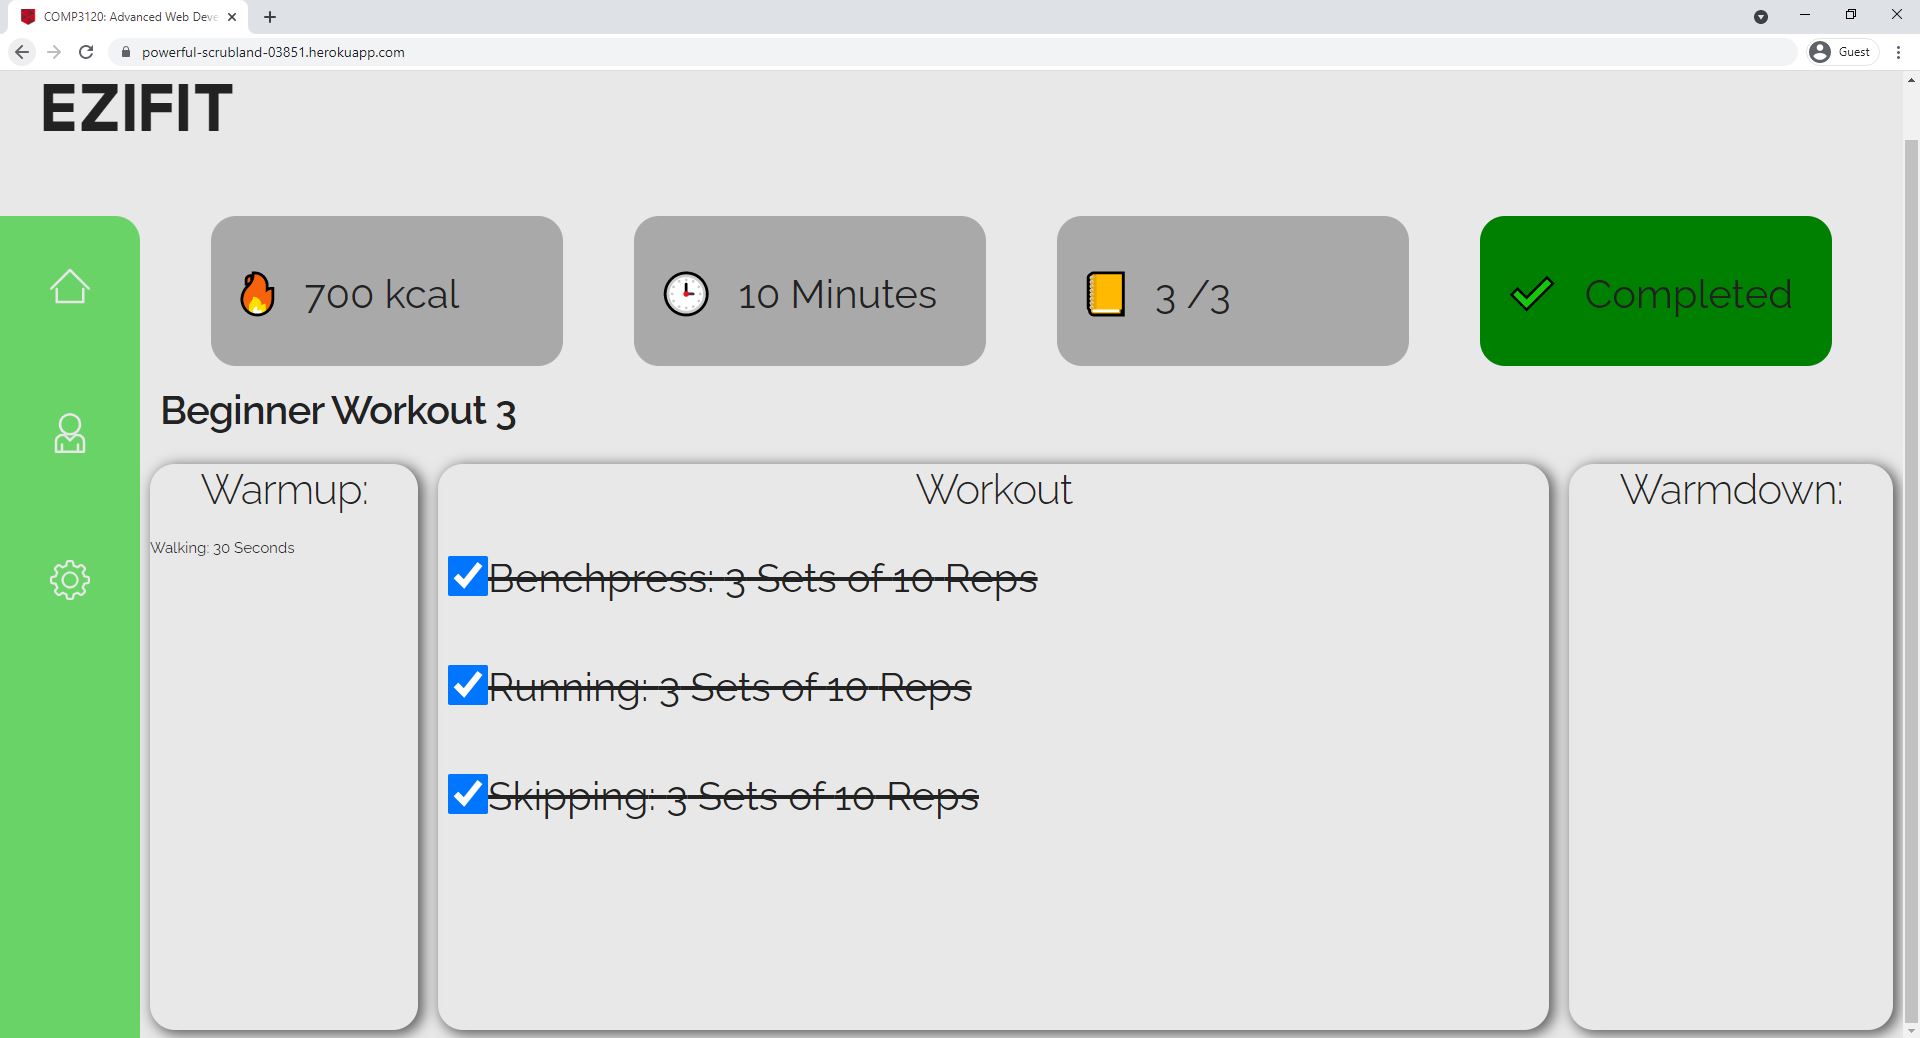 COMP3120: Advanced Web Deve
powerful-scrubland-03851.herokuapp.com
Guest
EZIFIT
700 kcal
10 Minutes
3 /3
Completed
Beginner Workout 3
Warmup:
Walking: 30 Seconds
Workout
Benchpress: 3 Sets of 10 Reps
Running: 3 Sets of 10 Reps
Skipping: 3 Sets of 10 Reps
Warmdown: